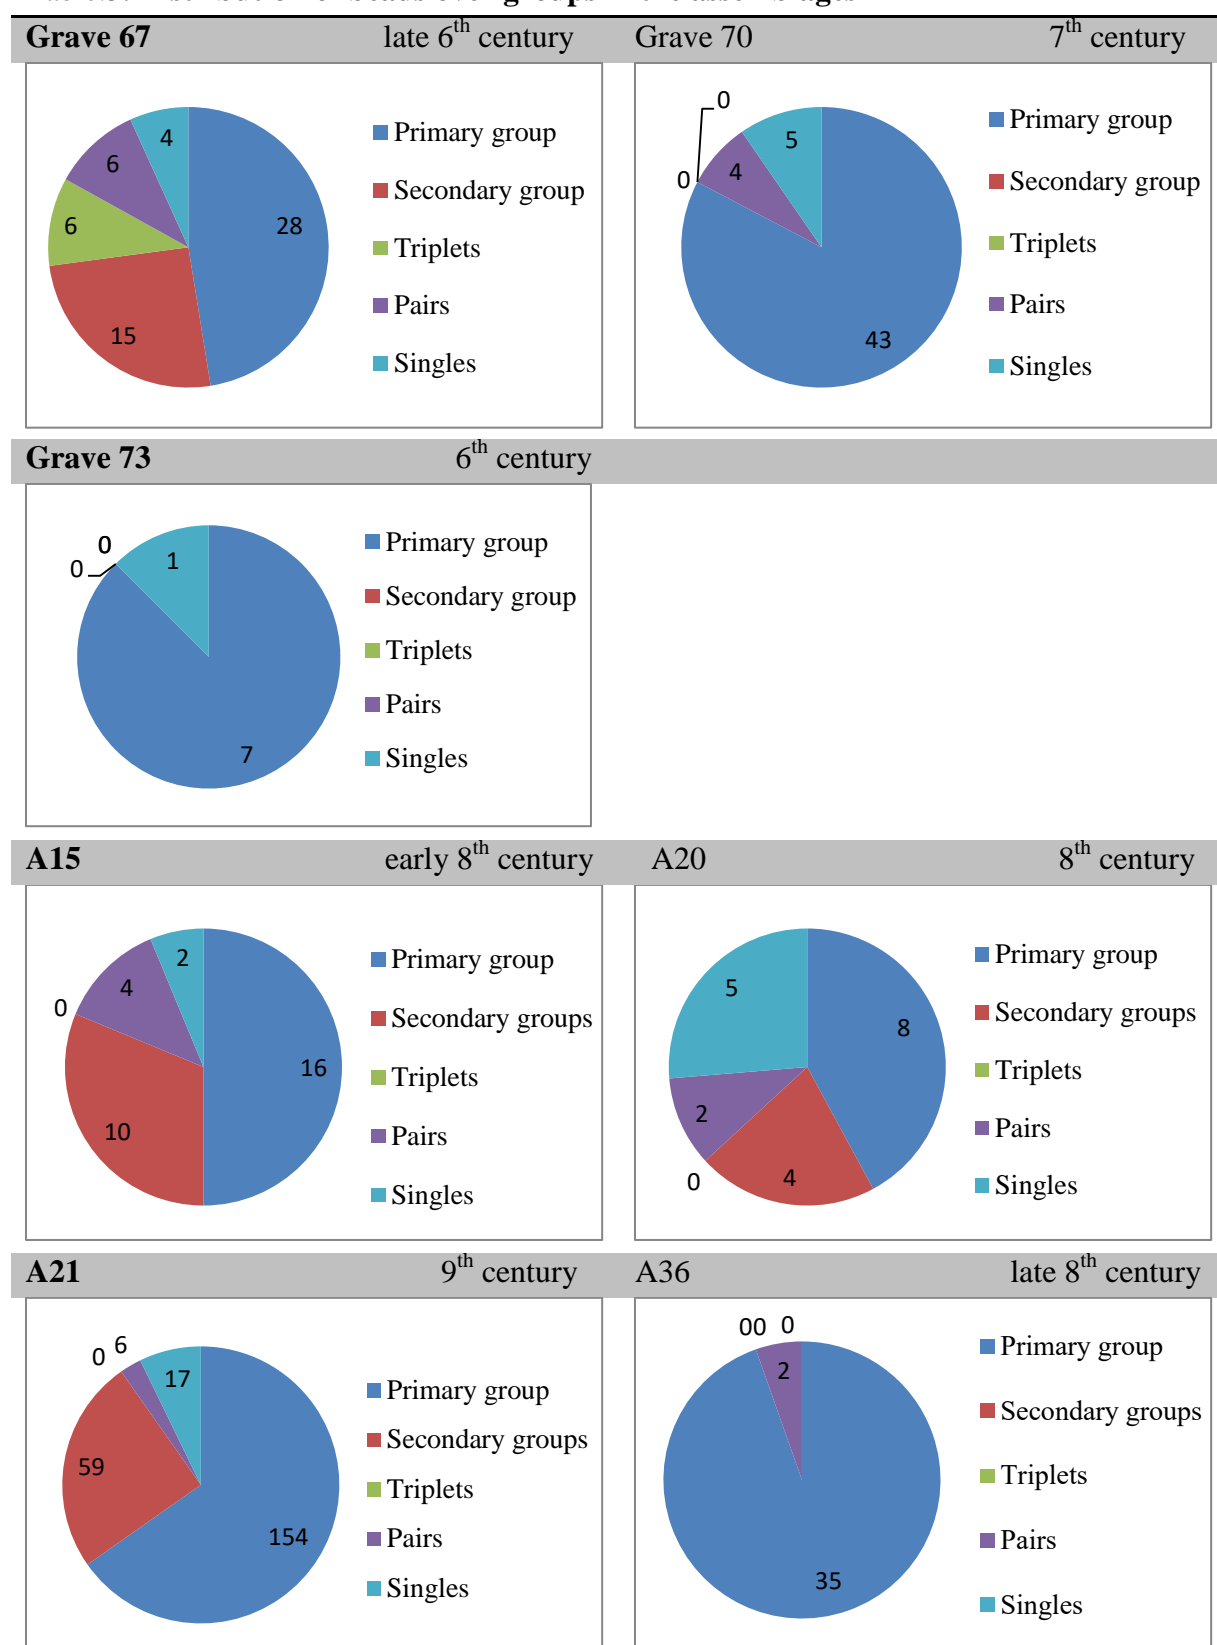 Grave 67 late 6th century Grave 70 7th century
4
6
6
15
28
Primary group
Secondary group
Triplets
Pairs
Singles
0
0
4
5
43
Primary group
Secondary group
Triplets
Pairs
Singles
Grave 73 6th century
0
0
1
7
Primary group
Secondary group
Triplets
Pairs
Singles
A15 early 8th century A20 8th century
2
4
0
10
16
Primary group
Secondary groups
Triplets
Pairs
Singles
5
8
2
0
4
Primary group
Secondary groups
Triplets
Pairs
Singles
A21 9th century A36 late 8th century
0
6
17
59
154
Primary group
Secondary groups
Triplets
Pairs
Singles
00 0
2
35
Primary group
Secondary groups
Triplets
Pairs
Singles